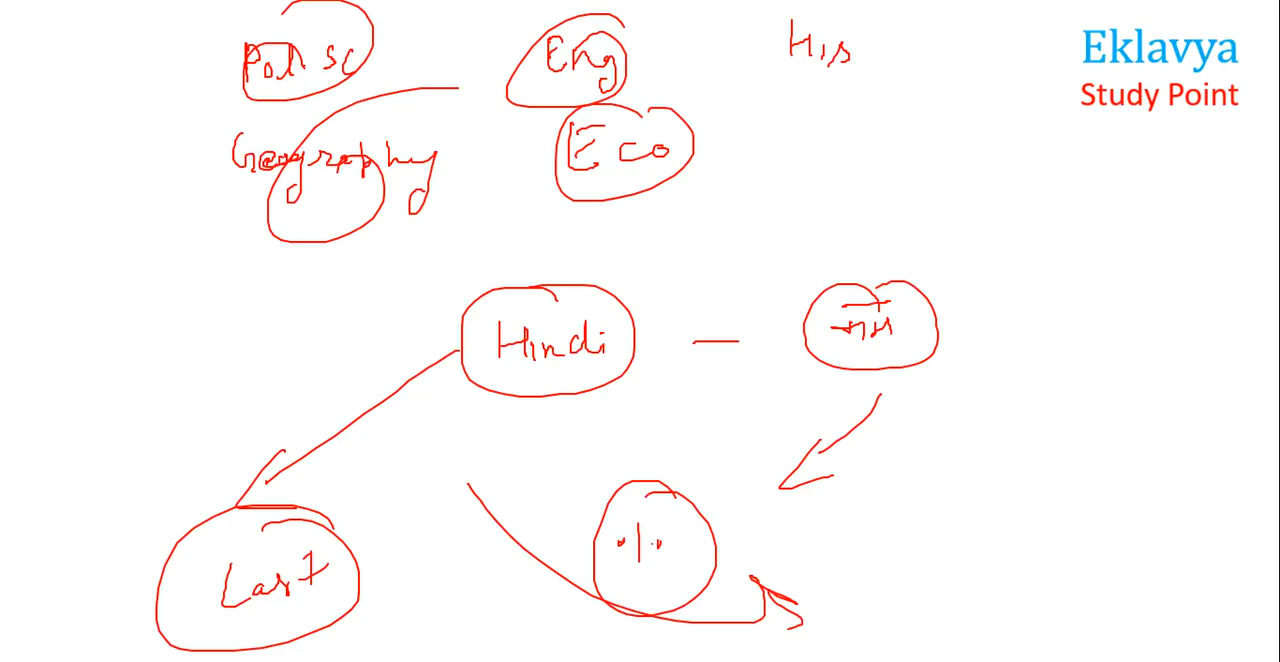 Pol Sc Eng His Eklavya
Study Point
Geography Eco
Hindi —
Last %